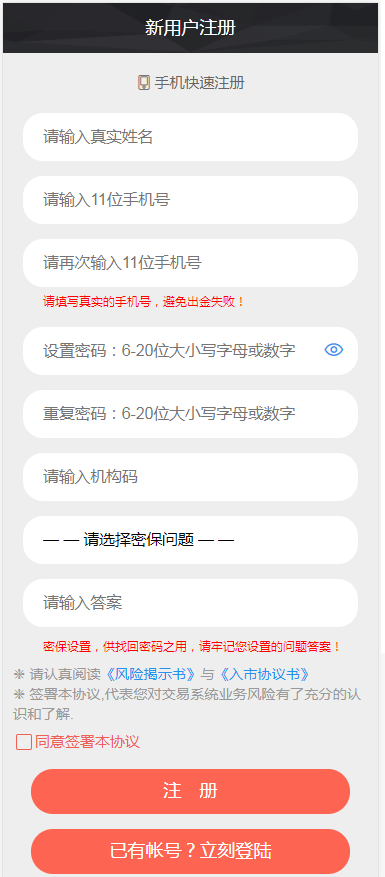 新用户注册
手机快速注册
请输入真实姓名
请输入11位手机号
请再次输入11位手机号
请填写真实的手机号，避免出金失败！
设置密码：6-20位大小写字母或数字
重复密码：6-20位大小写字母或数字
请输入机构码
— — 请选择密保问题 — —
请输入答案
密保设置，供找回密码之用，请牢记您设置的问题答案！
※ 请认真阅读《风险揭示书》与《入市协议书》
※ 签署本协议,代表您对交易系统业务风险有了充分的认
识和了解.
同意签署本协议
注 册
已有帐号？立刻登陆